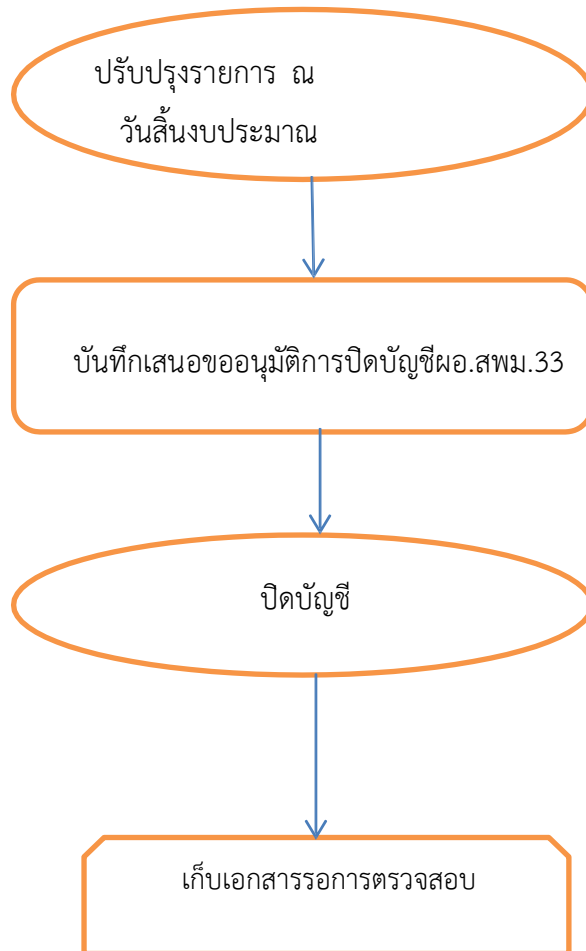 ปรับปรุงรายการ ณ
วันสิ้นงบประมาณ
บันทึกเสนอขออนุมัติการปิดบัญชีผอ.สพม.33
ปิดบัญชี
เก็บเอกสารรอการตรวจสอบ